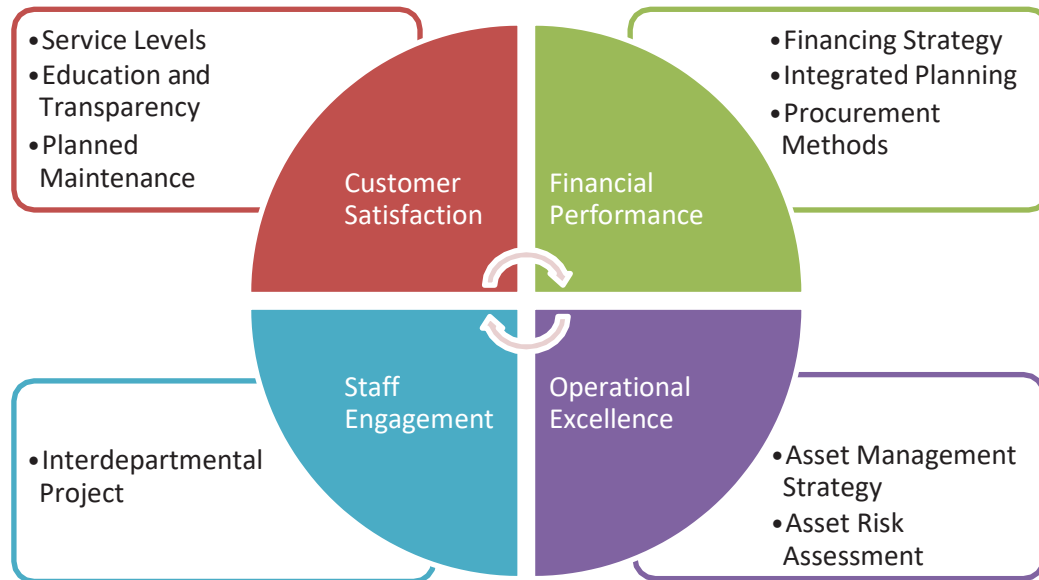 •Service Levels
•Education and
Transparency
•Planned
Maintenance
•Financing Strategy
•Integrated Planning
•Procurement
Methods
Customer
Satisfaction
Financial
Performance
Staff
Engagement
Operational
Excellence
•Interdepartmental
Project
•Asset Management
Strategy
•Asset Risk
Assessment